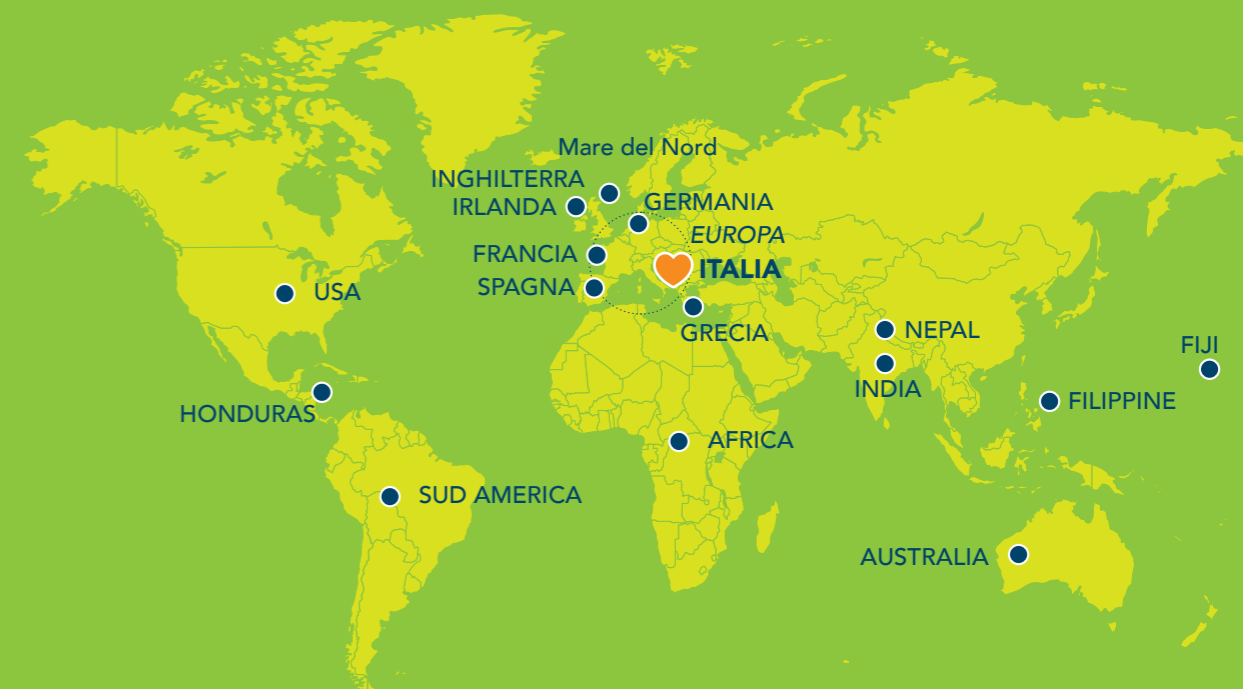 Mare del Nord
INGHILTERRA
IRLANDA
GERMANIA
EUROPA
FRANCIA
ITALIA
SPAGNA
USA
GRECIA
NEPAL
FIJI
INDIA
FILIPPINE
HONDURAS
AFRICA
SUD AMERICA
AUSTRALIA